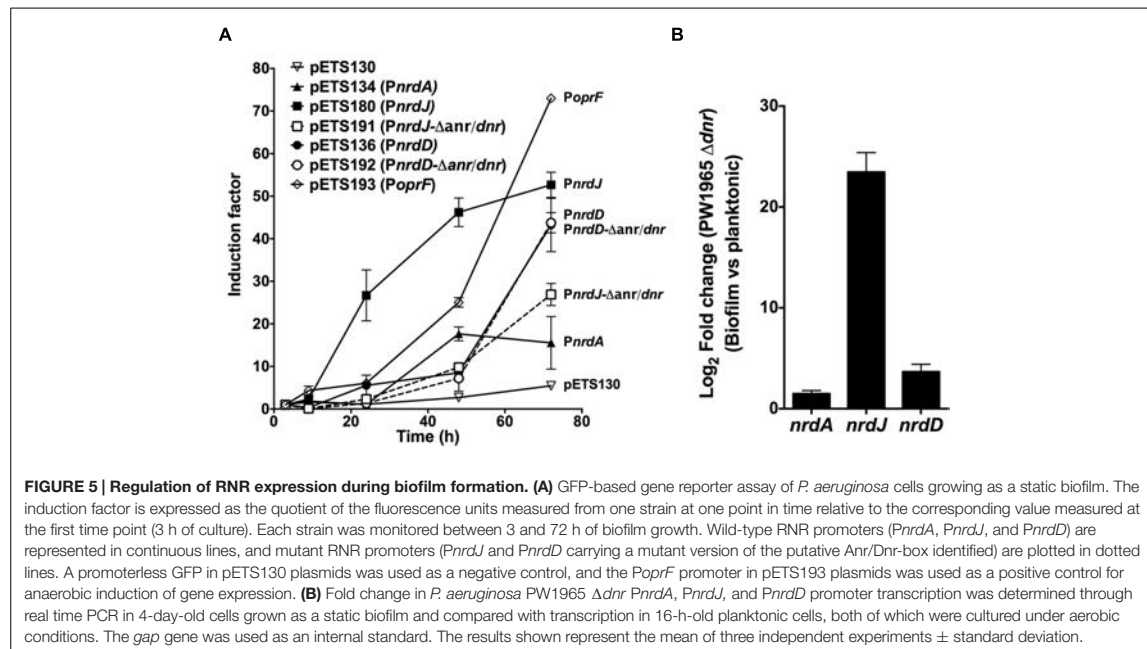 A
80
70
60
50
40
30
20
10
0
Induction factor
pETS130
pETS134 (PnrdA)
pETS180 (PnrdJ)
pETS191 (PnrdJ-Δanr/dnr)
pETS136 (PnrdD)
pETS192 (PnrdD-Δanr/dnr)
pETS193 (PoprF)
PoprF
PnrdJ
PnrdD
PnrdD-Δanr/dnr
PnrdJ-Δanr/dnr
PnrdA
pETS130
0 20 40 60 80
Time (h)
B
Log2 Fold change (PW1965 Δdnr)
(Biofilm vs planktonic)
30
20
10
0
nrdA nrdJ nrdD
FIGURE 5 | Regulation of RNR expression during biofilm formation. (A) GFP-based gene reporter assay of P. aeruginosa cells growing as a static biofilm. The
induction factor is expressed as the quotient of the fluorescence units measured from one strain at one point in time relative to the corresponding value measured at
the first time point (3 h of culture). Each strain was monitored between 3 and 72 h of biofilm growth. Wild-type RNR promoters (PnrdA, PnrdJ, and PnrdD) are
represented in continuous lines, and mutant RNR promoters (PnrdJ and PnrdD carrying a mutant version of the putative Anr/Dnr-box identified) are plotted in dotted
lines. A promoterless GFP in pETS130 plasmids was used as a negative control, and the PoprF promoter in pETS193 plasmids was used as a positive control for
anaerobic induction of gene expression. (B) Fold change in P. aeruginosa PW1965 Δdnr PnrdA, PnrdJ, and PnrdD promoter transcription was determined through
real time PCR in 4-day-old cells grown as a static biofilm and compared with transcription in 16-h-old planktonic cells, both of which were cultured under aerobic
conditions. The gap gene was used as an internal standard. The results shown represent the mean of three independent experiments ± standard deviation.